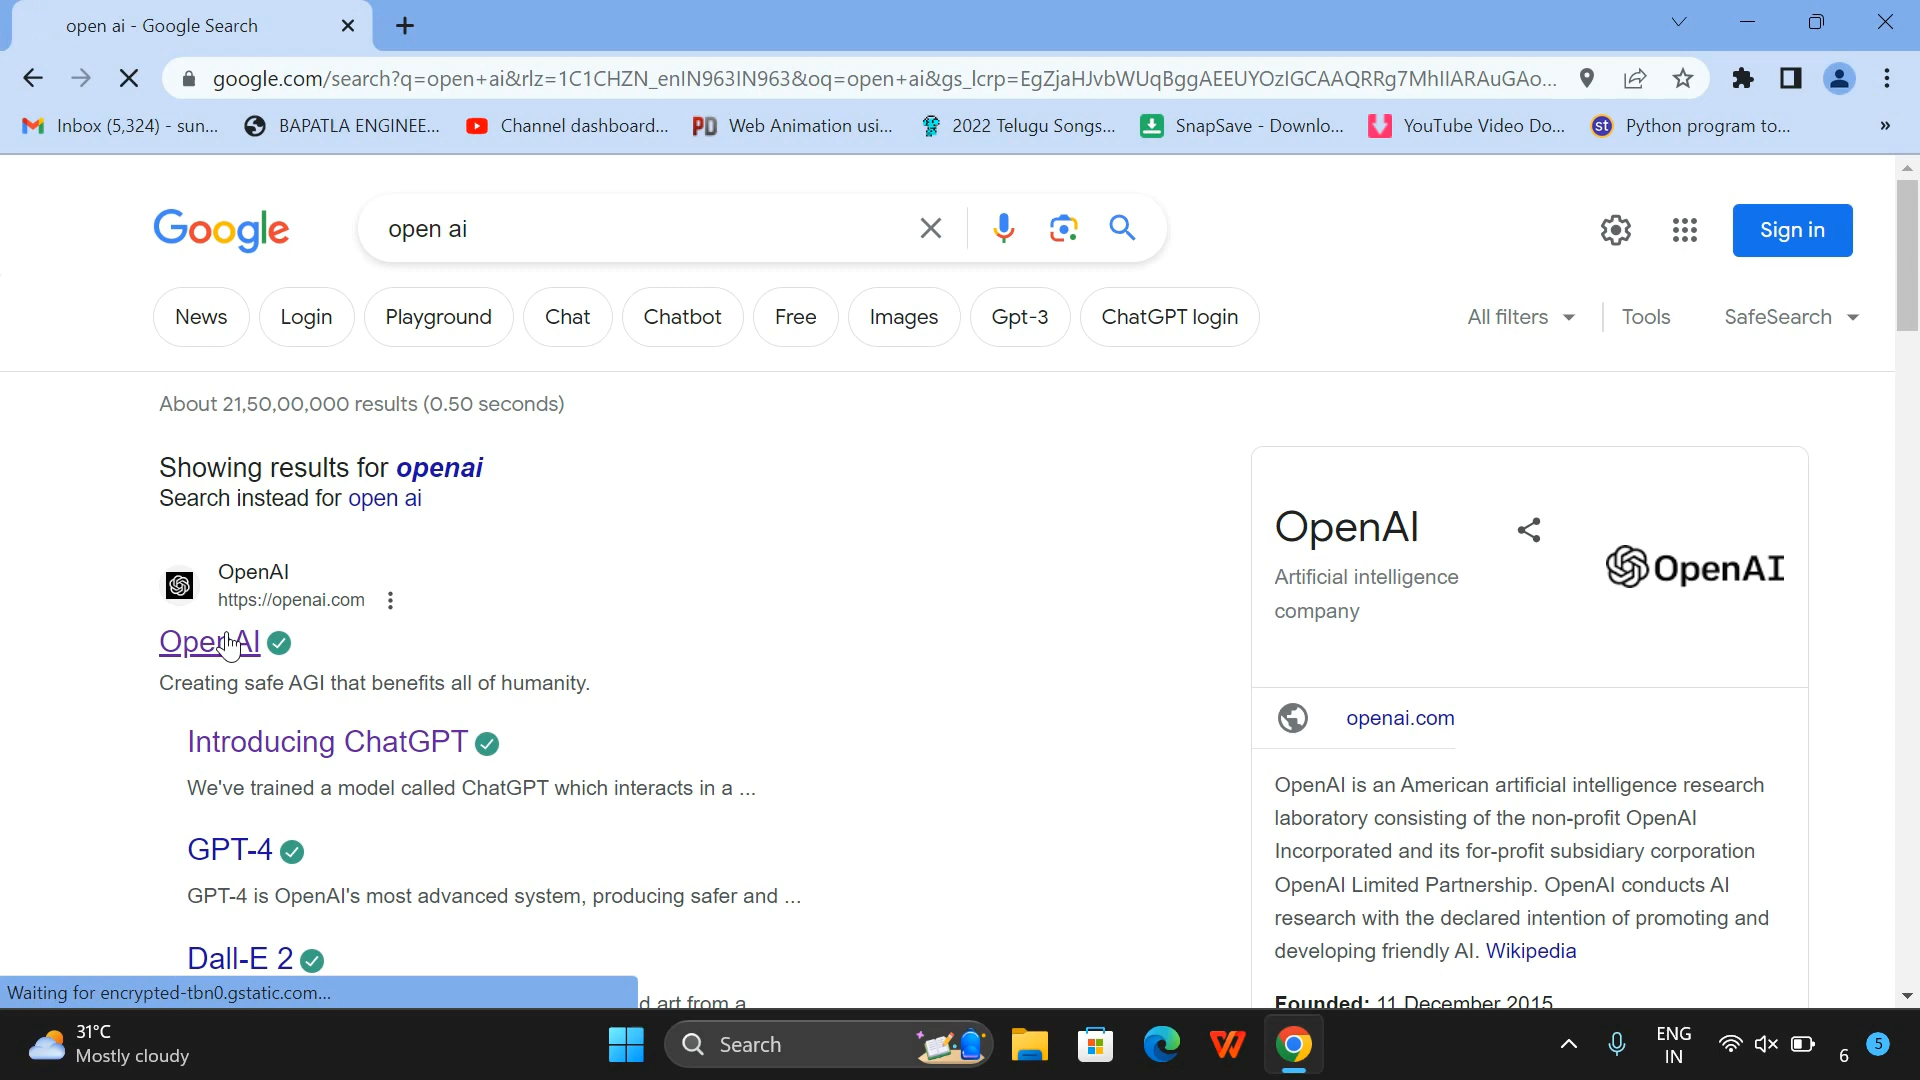 open ai - Google Search
google.com/search?q=open+ai&rlz=1C1CHZN_enIN963IN963&oq=open+ai&gs_lcrp=EgZjaHJvbWUqBggAEEUYOzIGCAAQRRg7MhIIARAuGAo...
Inbox (5,324) - sun... BAPATLA ENGINEE... Channel dashboard... PD Web Animation usi... 2022 Telugu Songs... SnapSave - Downlo... YouTube Video Do... st Python program to... »
Google open ai Sign in
News Login Playground Chat Chatbot Free Images Gpt-3 ChatGPT login All filters Tools SafeSearch
About 21,50,00,000 results (0.50 seconds)
Showing results for openai
Search instead for open ai
OpenAI
https://openai.com
OpenAI
Creating safe AGI that benefits all of humanity.
Introducing ChatGPT
We've trained a model called ChatGPT which interacts in a ...
GPT-4
GPT-4 is OpenAI's most advanced system, producing safer and ...
Dall-E 2
d art from a
OpenAI
Artificial intelligence
company
OpenAI
openai.com
OpenAI is an American artificial intelligence research
laboratory consisting of the non-profit OpenAI
Incorporated and its for-profit subsidiary corporation
OpenAI Limited Partnership. OpenAI conducts AI
research with the declared intention of promoting and
developing friendly AI. Wikipedia
Founded: 11 December 2015
Waiting for encrypted-tbn0.gstatic.com...
31°C
Mostly cloudy
Search
ENG
IN
6
5